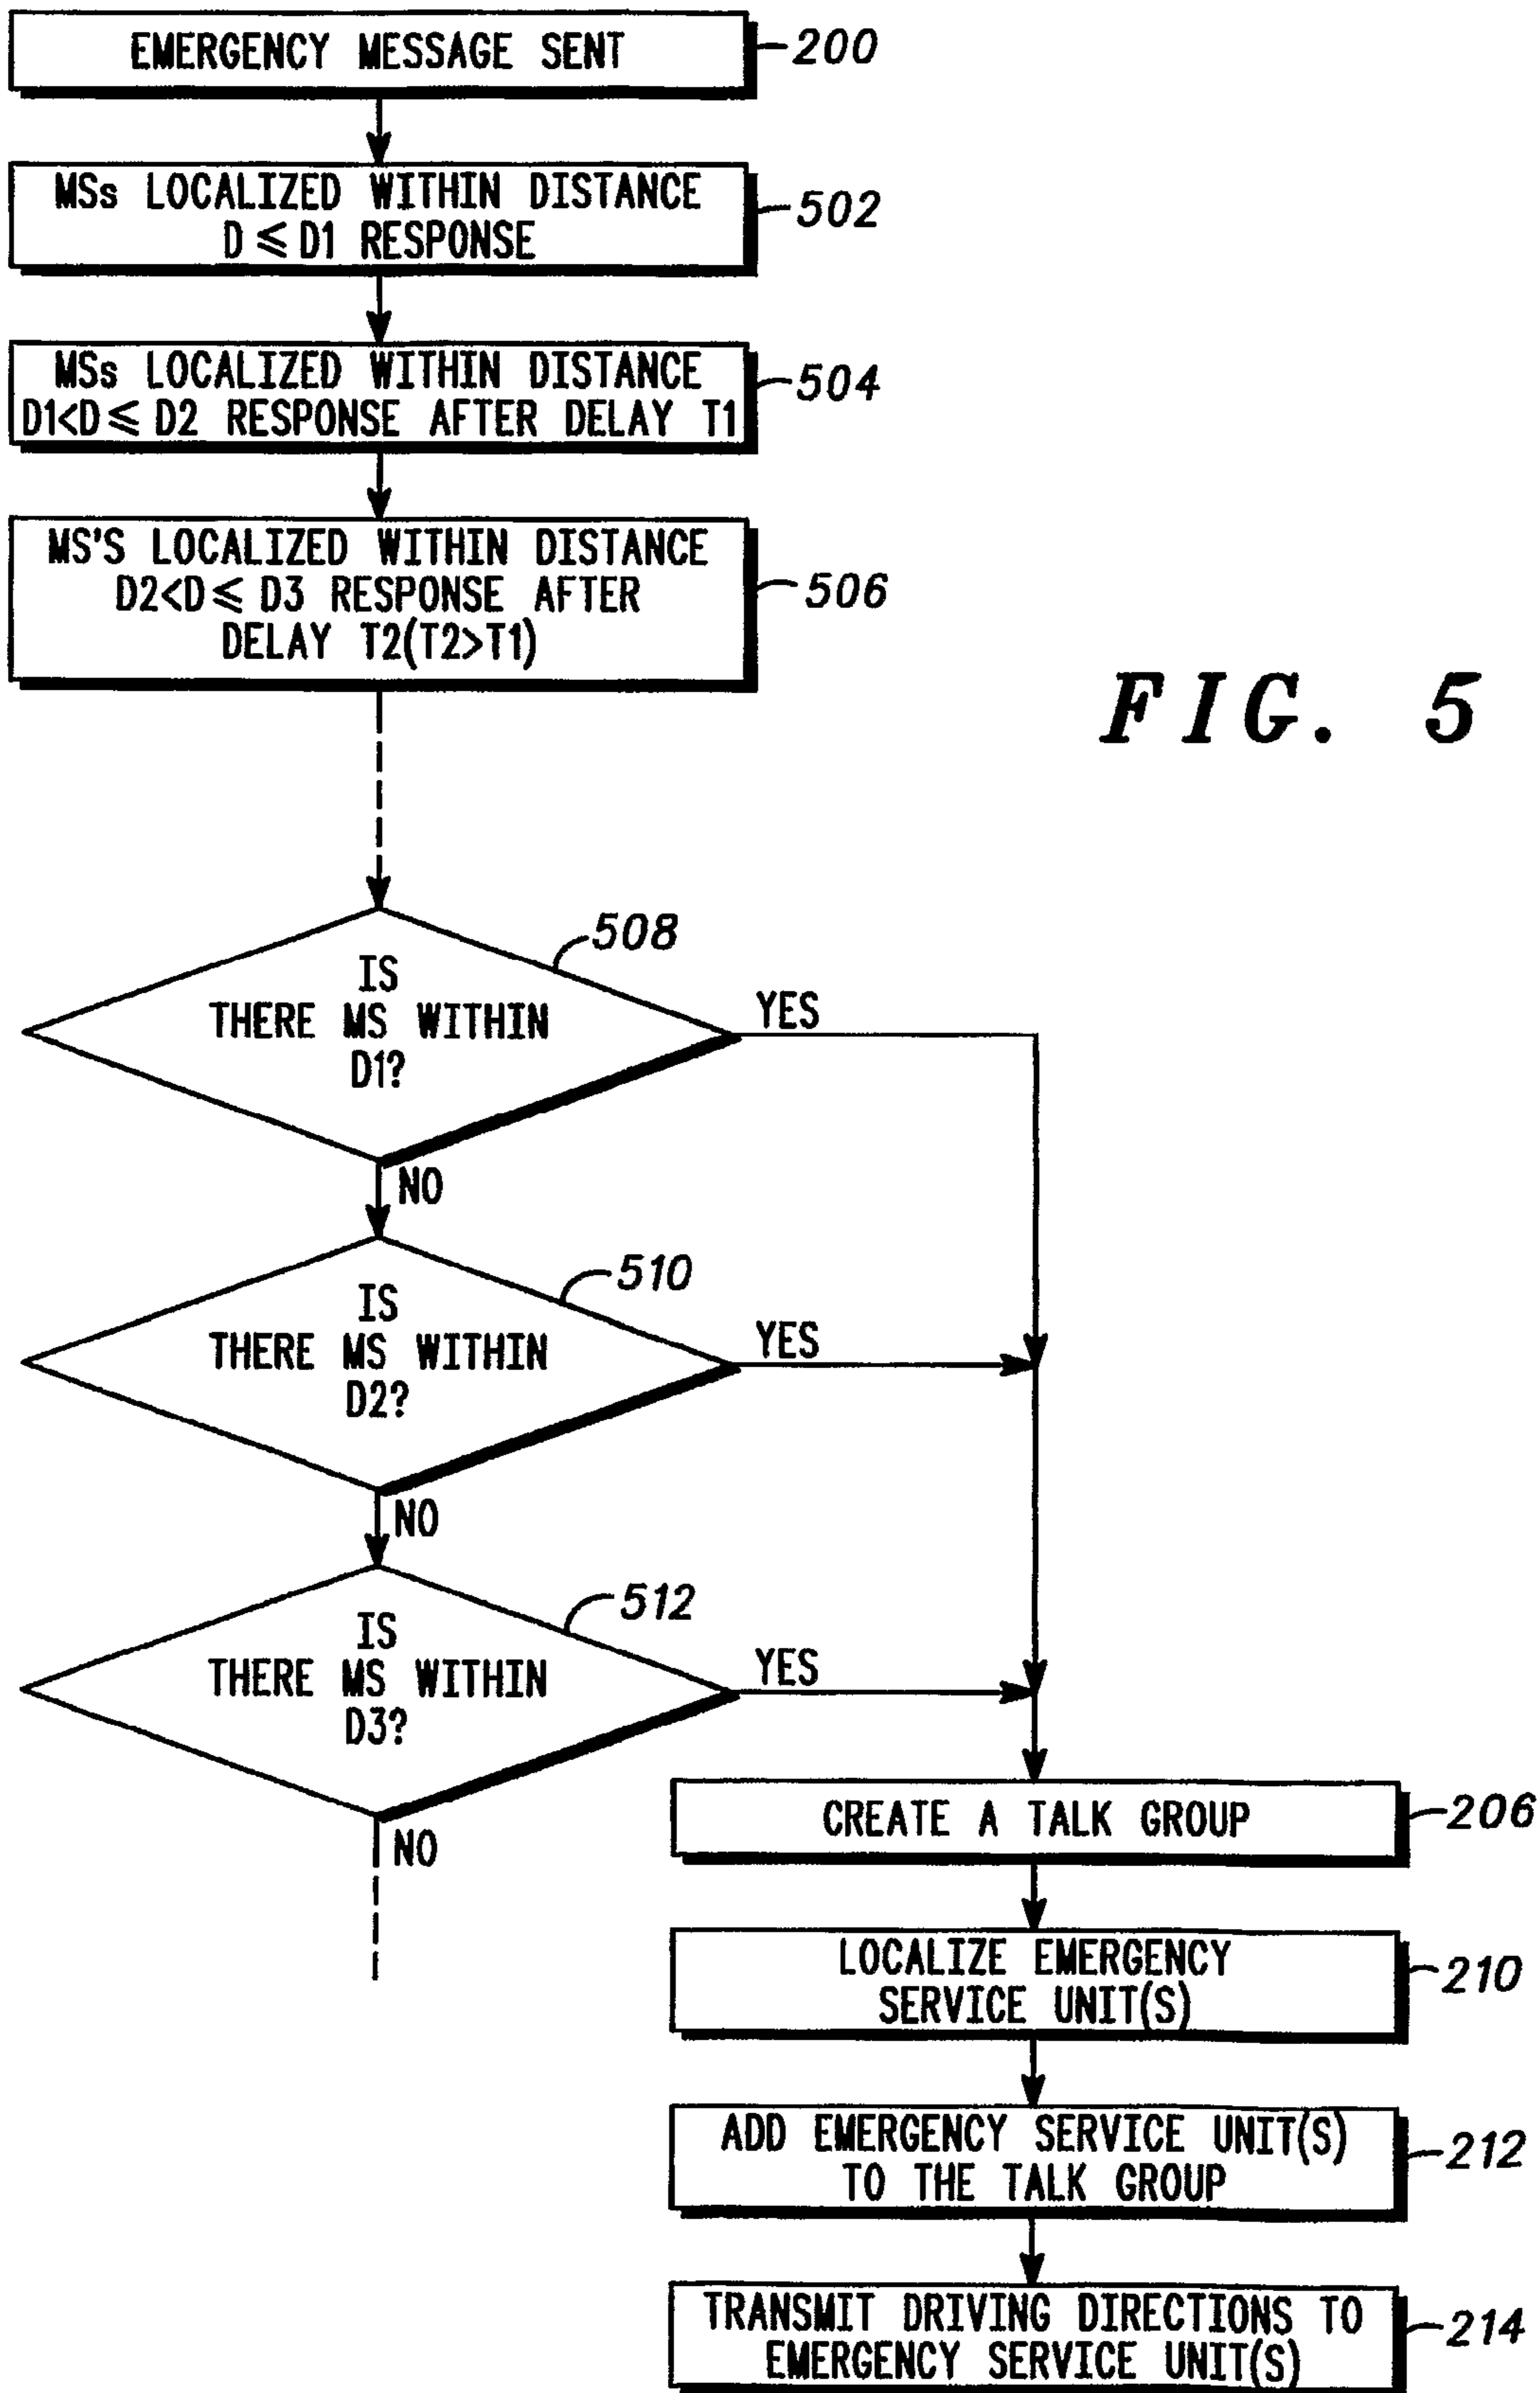 EMERGENCY MESSAGE SENT
200
MSs LOCALIZED WITHIN DISTANCE
D ≤ D1 RESPONSE
502
MSs LOCALIZED WITHIN DISTANCE
D1<D ≤ D2 RESPONSE AFTER DELAY T1
504
MS'S LOCALIZED WITHIN DISTANCE
D2<D ≤ D3 RESPONSE AFTER
DELAY T2(T2>T1)
506
FIG. 5
508
IS
THERE MS WITHIN
D1?
YES
NO
510
IS
THERE MS WITHIN
D2?
YES
NO
512
IS
THERE MS WITHIN
D3?
YES
NO
CREATE A TALK GROUP
206
LOCALIZE EMERGENCY
SERVICE UNIT(S)
210
ADD EMERGENCY SERVICE UNIT(S)
TO THE TALK GROUP
212
TRANSMIT DRIVING DIRECTIONS TO
EMERGENCY SERVICE UNIT(S)
214